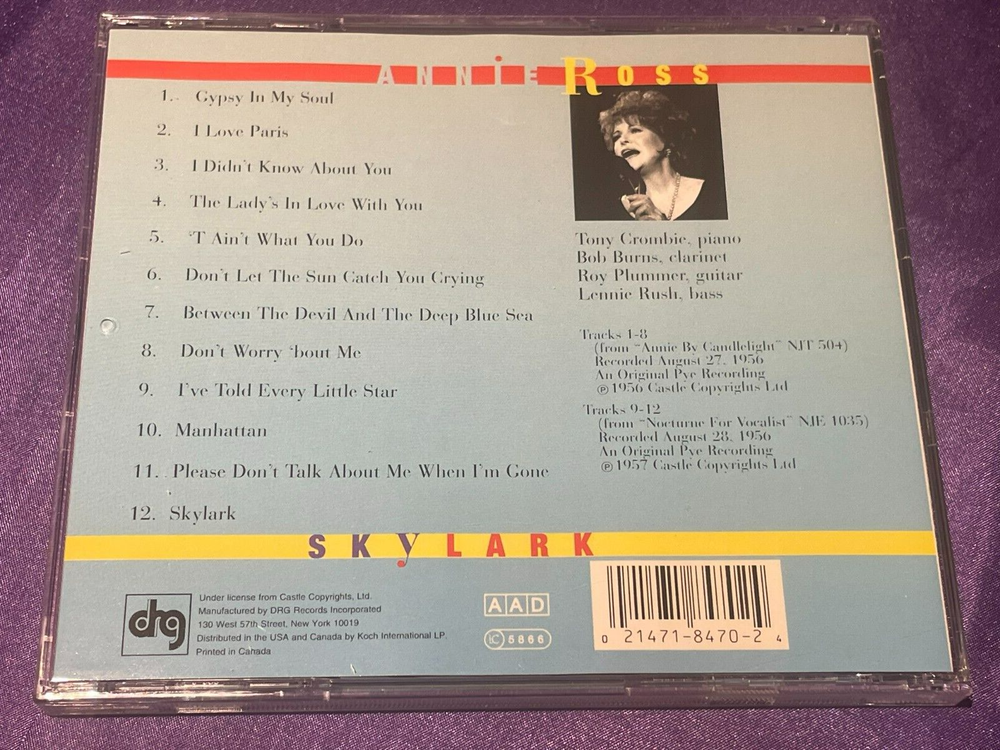 ANNIE ROSS
1. Gypsy In My Soul
2. I Love Paris
3. I Didn't Know About You
4. The Lady's In Love With You
5. 'T Ain't What You Do
6. Don't Let The Sun Catch You Crying
7. Between The Devil And The Deep Blue Sea
8. Don't Worry 'bout Me
9. I've Told Every Little Star
10. Manhattan
11. Please Don't Talk About Me When I'm Gone
12. Skylark
Tony Crombie, piano
Bob Burns, clarinet
Roy Plummer, guitar
Lennie Rush, bass
Tracks 1-8
(from "Annie By Candlelight" NJT 504)
Recorded August 27, 1956
An Original Pye Recording
℗1956 Castle Copyrights Ltd
Tracks 9-12
(from "Nocturne For Vocalist" NJE 1035)
Recorded August 28, 1956
An Original Pye Recording
℗1957 Castle Copyrights Ltd
SKyLARK
drg
Under license from Castle Copyrights, Ltd.
Manufactured by DRG Records Incorporated
130 West 57th Street, New York 10019
Distributed in the USA and Canada by Koch International LP.
Printed in Canada
AAD
LC 5866
0 21471-8470-2 4